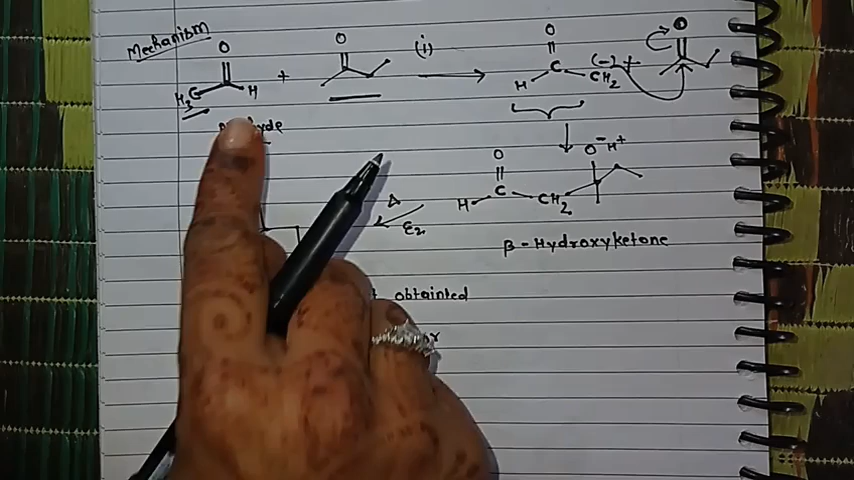 Mechanism
O O (i) O O
H3C H + H C CH2 (-) +
O O- H+
H C CH2
Δ
E2
β-Hydroxyketone
obtainted